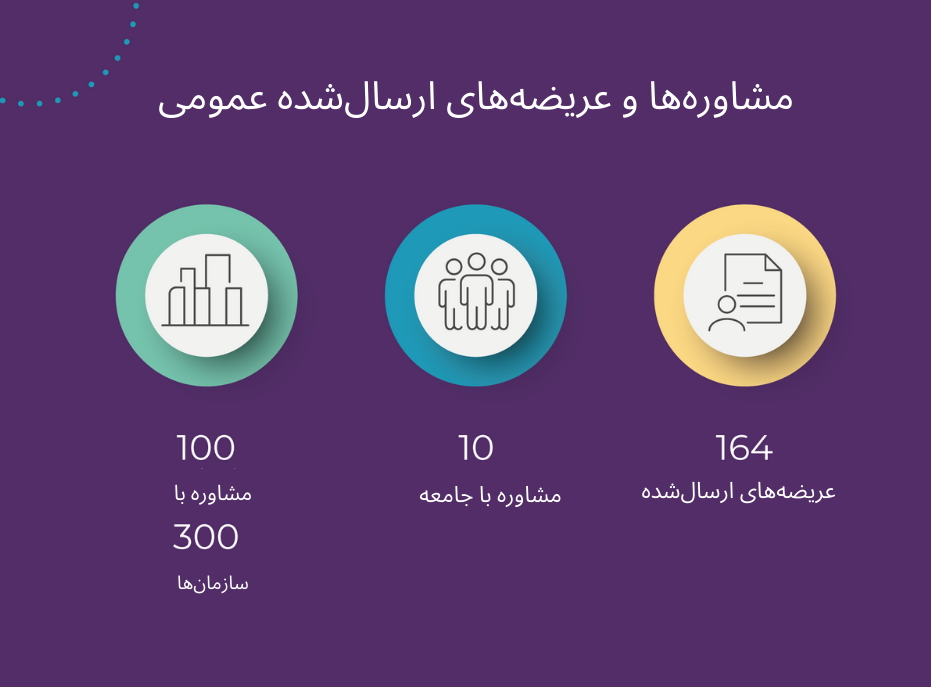 مشاوره‌ها و عریضه‌های ارسال‌شده عمومی
164
عریضه‌های ارسال‌شده
10
مشاوره با جامعه
100
مشاوره با
300
سازمان‌ها